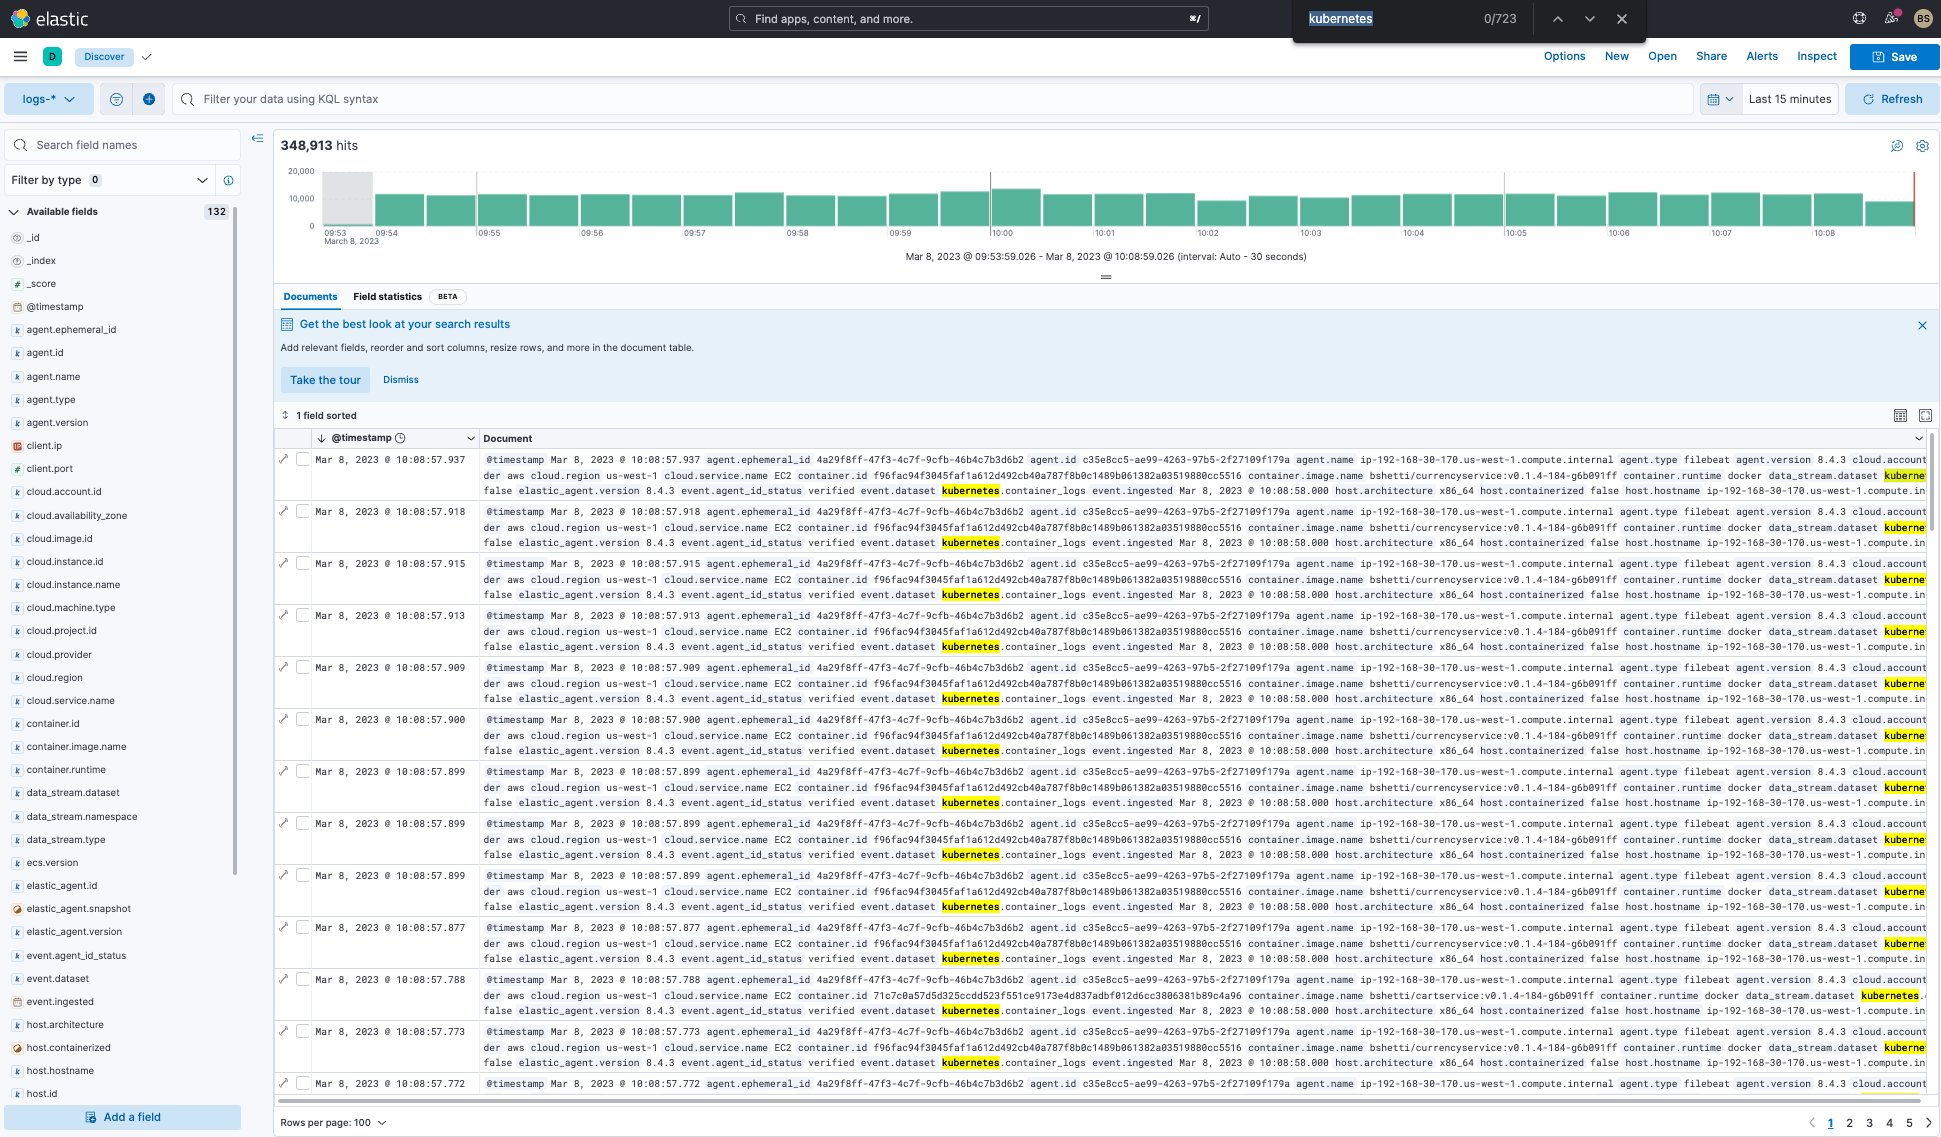 elastic
Find apps, content, and more.
⌘/
kubernetes
0/723
BS
D
Discover
Options
New
Open
Share
Alerts
Inspect
Save
logs-*
Filter your data using KQL syntax
Last 15 minutes
Refresh
Search field names
Filter by type 0
Available fields 132
_id
_index
_score
@timestamp
agent.ephemeral_id
agent.id
agent.name
agent.type
agent.version
client.ip
client.port
cloud.account.id
cloud.availability_zone
cloud.image.id
cloud.instance.id
cloud.instance.name
cloud.machine.type
cloud.project.id
cloud.provider
cloud.region
cloud.service.name
container.id
container.image.name
container.runtime
data_stream.dataset
data_stream.namespace
data_stream.type
ecs.version
elastic_agent.id
elastic_agent.snapshot
elastic_agent.version
event.agent_id_status
event.dataset
event.ingested
host.architecture
host.containerized
host.hostname
host.id
Add a field
348,913 hits
20,000
10,000
0
09:53 09:54 09:55 09:56 09:57 09:58 09:59 10:00 10:01 10:02 10:03 10:04 10:05 10:06 10:07 10:08
March 8, 2023
Mar 8, 2023 @ 09:53:59.026 - Mar 8, 2023 @ 10:08:59.026 (interval: Auto - 30 seconds)
Documents Field statistics BETA
Get the best look at your search results
Add relevant fields, reorder and sort columns, resize rows, and more in the document table.
Take the tour Dismiss
1 field sorted
@timestamp Document
Mar 8, 2023 @ 10:08:57.937 @timestamp Mar 8, 2023 @ 10:08:57.937 agent.ephemeral_id 4a29f8ff-47f3-4c7f-9cfb-46b4c7b3d6b2 agent.id c35e8cc5-ae99-4263-97b5-2f27109f179a agent.name ip-192-168-30-170.us-west-1.compute.internal agent.type filebeat agent.version 8.4.3 cloud.account
der aws cloud.region us-west-1 cloud.service.name EC2 container.id f96fac94f3045faf1a612d492cb40a787f8b0c1489b061382a03519880cc5516 container.image.name bshetti/currencyservice:v0.1.4-184-g6b091ff container.runtime docker data_stream.dataset kuberne
false elastic_agent.version 8.4.3 event.agent_id_status verified event.dataset kubernetes.container_logs event.ingested Mar 8, 2023 @ 10:08:58.000 host.architecture x86_64 host.containerized false host.hostname ip-192-168-30-170.us-west-1.compute.in
Mar 8, 2023 @ 10:08:57.918 @timestamp Mar 8, 2023 @ 10:08:57.918 agent.ephemeral_id 4a29f8ff-47f3-4c7f-9cfb-46b4c7b3d6b2 agent.id c35e8cc5-ae99-4263-97b5-2f27109f179a agent.name ip-192-168-30-170.us-west-1.compute.internal agent.type filebeat agent.version 8.4.3 cloud.account
der aws cloud.region us-west-1 cloud.service.name EC2 container.id f96fac94f3045faf1a612d492cb40a787f8b0c1489b061382a03519880cc5516 container.image.name bshetti/currencyservice:v0.1.4-184-g6b091ff container.runtime docker data_stream.dataset kuberne
false elastic_agent.version 8.4.3 event.agent_id_status verified event.dataset kubernetes.container_logs event.ingested Mar 8, 2023 @ 10:08:58.000 host.architecture x86_64 host.containerized false host.hostname ip-192-168-30-170.us-west-1.compute.in
Mar 8, 2023 @ 10:08:57.915 @timestamp Mar 8, 2023 @ 10:08:57.915 agent.ephemeral_id 4a29f8ff-47f3-4c7f-9cfb-46b4c7b3d6b2 agent.id c35e8cc5-ae99-4263-97b5-2f27109f179a agent.name ip-192-168-30-170.us-west-1.compute.internal agent.type filebeat agent.version 8.4.3 cloud.account
der aws cloud.region us-west-1 cloud.service.name EC2 container.id f96fac94f3045faf1a612d492cb40a787f8b0c1489b061382a03519880cc5516 container.image.name bshetti/currencyservice:v0.1.4-184-g6b091ff container.runtime docker data_stream.dataset kuberne
false elastic_agent.version 8.4.3 event.agent_id_status verified event.dataset kubernetes.container_logs event.ingested Mar 8, 2023 @ 10:08:58.000 host.architecture x86_64 host.containerized false host.hostname ip-192-168-30-170.us-west-1.compute.in
Mar 8, 2023 @ 10:08:57.913 @timestamp Mar 8, 2023 @ 10:08:57.913 agent.ephemeral_id 4a29f8ff-47f3-4c7f-9cfb-46b4c7b3d6b2 agent.id c35e8cc5-ae99-4263-97b5-2f27109f179a agent.name ip-192-168-30-170.us-west-1.compute.internal agent.type filebeat agent.version 8.4.3 cloud.account
der aws cloud.region us-west-1 cloud.service.name EC2 container.id f96fac94f3045faf1a612d492cb40a787f8b0c1489b061382a03519880cc5516 container.image.name bshetti/currencyservice:v0.1.4-184-g6b091ff container.runtime docker data_stream.dataset kuberne
false elastic_agent.version 8.4.3 event.agent_id_status verified event.dataset kubernetes.container_logs event.ingested Mar 8, 2023 @ 10:08:58.000 host.architecture x86_64 host.containerized false host.hostname ip-192-168-30-170.us-west-1.compute.in
Mar 8, 2023 @ 10:08:57.909 @timestamp Mar 8, 2023 @ 10:08:57.909 agent.ephemeral_id 4a29f8ff-47f3-4c7f-9cfb-46b4c7b3d6b2 agent.id c35e8cc5-ae99-4263-97b5-2f27109f179a agent.name ip-192-168-30-170.us-west-1.compute.internal agent.type filebeat agent.version 8.4.3 cloud.account
der aws cloud.region us-west-1 cloud.service.name EC2 container.id f96fac94f3045faf1a612d492cb40a787f8b0c1489b061382a03519880cc5516 container.image.name bshetti/currencyservice:v0.1.4-184-g6b091ff container.runtime docker data_stream.dataset kuberne
false elastic_agent.version 8.4.3 event.agent_id_status verified event.dataset kubernetes.container_logs event.ingested Mar 8, 2023 @ 10:08:58.000 host.architecture x86_64 host.containerized false host.hostname ip-192-168-30-170.us-west-1.compute.in
Mar 8, 2023 @ 10:08:57.900 @timestamp Mar 8, 2023 @ 10:08:57.900 agent.ephemeral_id 4a29f8ff-47f3-4c7f-9cfb-46b4c7b3d6b2 agent.id c35e8cc5-ae99-4263-97b5-2f27109f179a agent.name ip-192-168-30-170.us-west-1.compute.internal agent.type filebeat agent.version 8.4.3 cloud.account
der aws cloud.region us-west-1 cloud.service.name EC2 container.id f96fac94f3045faf1a612d492cb40a787f8b0c1489b061382a03519880cc5516 container.image.name bshetti/currencyservice:v0.1.4-184-g6b091ff container.runtime docker data_stream.dataset kuberne
false elastic_agent.version 8.4.3 event.agent_id_status verified event.dataset kubernetes.container_logs event.ingested Mar 8, 2023 @ 10:08:58.000 host.architecture x86_64 host.containerized false host.hostname ip-192-168-30-170.us-west-1.compute.in
Mar 8, 2023 @ 10:08:57.899 @timestamp Mar 8, 2023 @ 10:08:57.899 agent.ephemeral_id 4a29f8ff-47f3-4c7f-9cfb-46b4c7b3d6b2 agent.id c35e8cc5-ae99-4263-97b5-2f27109f179a agent.name ip-192-168-30-170.us-west-1.compute.internal agent.type filebeat agent.version 8.4.3 cloud.account
der aws cloud.region us-west-1 cloud.service.name EC2 container.id f96fac94f3045faf1a612d492cb40a787f8b0c1489b061382a03519880cc5516 container.image.name bshetti/currencyservice:v0.1.4-184-g6b091ff container.runtime docker data_stream.dataset kuberne
false elastic_agent.version 8.4.3 event.agent_id_status verified event.dataset kubernetes.container_logs event.ingested Mar 8, 2023 @ 10:08:58.000 host.architecture x86_64 host.containerized false host.hostname ip-192-168-30-170.us-west-1.compute.in
Mar 8, 2023 @ 10:08:57.899 @timestamp Mar 8, 2023 @ 10:08:57.899 agent.ephemeral_id 4a29f8ff-47f3-4c7f-9cfb-46b4c7b3d6b2 agent.id c35e8cc5-ae99-4263-97b5-2f27109f179a agent.name ip-192-168-30-170.us-west-1.compute.internal agent.type filebeat agent.version 8.4.3 cloud.account
der aws cloud.region us-west-1 cloud.service.name EC2 container.id f96fac94f3045faf1a612d492cb40a787f8b0c1489b061382a03519880cc5516 container.image.name bshetti/currencyservice:v0.1.4-184-g6b091ff container.runtime docker data_stream.dataset kuberne
false elastic_agent.version 8.4.3 event.agent_id_status verified event.dataset kubernetes.container_logs event.ingested Mar 8, 2023 @ 10:08:58.000 host.architecture x86_64 host.containerized false host.hostname ip-192-168-30-170.us-west-1.compute.in
Mar 8, 2023 @ 10:08:57.899 @timestamp Mar 8, 2023 @ 10:08:57.899 agent.ephemeral_id 4a29f8ff-47f3-4c7f-9cfb-46b4c7b3d6b2 agent.id c35e8cc5-ae99-4263-97b5-2f27109f179a agent.name ip-192-168-30-170.us-west-1.compute.internal agent.type filebeat agent.version 8.4.3 cloud.account
der aws cloud.region us-west-1 cloud.service.name EC2 container.id f96fac94f3045faf1a612d492cb40a787f8b0c1489b061382a03519880cc5516 container.image.name bshetti/currencyservice:v0.1.4-184-g6b091ff container.runtime docker data_stream.dataset kuberne
false elastic_agent.version 8.4.3 event.agent_id_status verified event.dataset kubernetes.container_logs event.ingested Mar 8, 2023 @ 10:08:58.000 host.architecture x86_64 host.containerized false host.hostname ip-192-168-30-170.us-west-1.compute.in
Mar 8, 2023 @ 10:08:57.877 @timestamp Mar 8, 2023 @ 10:08:57.877 agent.ephemeral_id 4a29f8ff-47f3-4c7f-9cfb-46b4c7b3d6b2 agent.id c35e8cc5-ae99-4263-97b5-2f27109f179a agent.name ip-192-168-30-170.us-west-1.compute.internal agent.type filebeat agent.version 8.4.3 cloud.account
der aws cloud.region us-west-1 cloud.service.name EC2 container.id f96fac94f3045faf1a612d492cb40a787f8b0c1489b061382a03519880cc5516 container.image.name bshetti/currencyservice:v0.1.4-184-g6b091ff container.runtime docker data_stream.dataset kuberne
false elastic_agent.version 8.4.3 event.agent_id_status verified event.dataset kubernetes.container_logs event.ingested Mar 8, 2023 @ 10:08:58.000 host.architecture x86_64 host.containerized false host.hostname ip-192-168-30-170.us-west-1.compute.in
Mar 8, 2023 @ 10:08:57.788 @timestamp Mar 8, 2023 @ 10:08:57.788 agent.ephemeral_id 4a29f8ff-47f3-4c7f-9cfb-46b4c7b3d6b2 agent.id c35e8cc5-ae99-4263-97b5-2f27109f179a agent.name ip-192-168-30-170.us-west-1.compute.internal agent.type filebeat agent.version 8.4.3 cloud.account
der aws cloud.region us-west-1 cloud.service.name EC2 container.id 71c7c0a57d5d325ccdd523f551ce9173e4d837adbf012d6cc3806381b89c4a96 container.image.name bshetti/cartservice:v0.1.4-184-g6b091ff container.runtime docker data_stream.dataset kubernetes.
false elastic_agent.version 8.4.3 event.agent_id_status verified event.dataset kubernetes.container_logs event.ingested Mar 8, 2023 @ 10:08:58.000 host.architecture x86_64 host.containerized false host.hostname ip-192-168-30-170.us-west-1.compute.in
Mar 8, 2023 @ 10:08:57.773 @timestamp Mar 8, 2023 @ 10:08:57.773 agent.ephemeral_id 4a29f8ff-47f3-4c7f-9cfb-46b4c7b3d6b2 agent.id c35e8cc5-ae99-4263-97b5-2f27109f179a agent.name ip-192-168-30-170.us-west-1.compute.internal agent.type filebeat agent.version 8.4.3 cloud.account
der aws cloud.region us-west-1 cloud.service.name EC2 container.id f96fac94f3045faf1a612d492cb40a787f8b0c1489b061382a03519880cc5516 container.image.name bshetti/currencyservice:v0.1.4-184-g6b091ff container.runtime docker data_stream.dataset kuberne
false elastic_agent.version 8.4.3 event.agent_id_status verified event.dataset kubernetes.container_logs event.ingested Mar 8, 2023 @ 10:08:58.000 host.architecture x86_64 host.containerized false host.hostname ip-192-168-30-170.us-west-1.compute.in
Mar 8, 2023 @ 10:08:57.772 @timestamp Mar 8, 2023 @ 10:08:57.772 agent.ephemeral_id 4a29f8ff-47f3-4c7f-9cfb-46b4c7b3d6b2 agent.id c35e8cc5-ae99-4263-97b5-2f27109f179a agent.name ip-192-168-30-170.us-west-1.compute.internal agent.type filebeat agent.version 8.4.3 cloud.account
Rows per page: 100
1 2 3 4 5